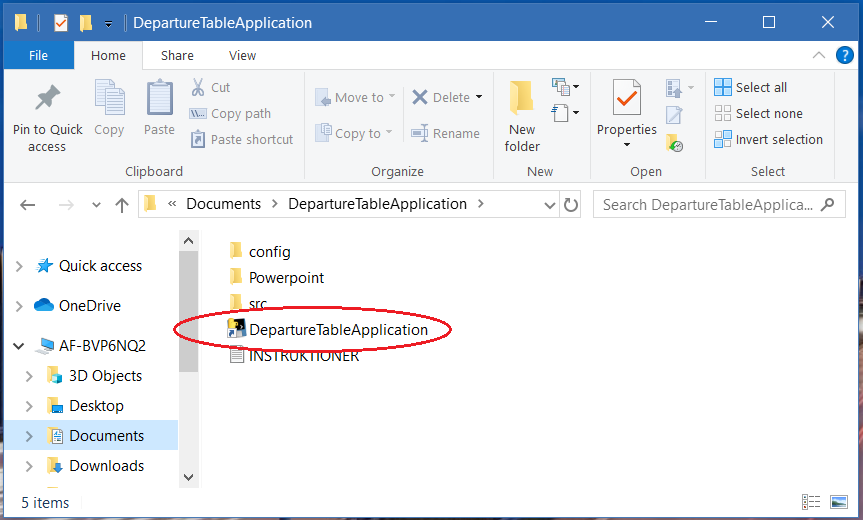 DepartureTableApplication
File Home Share View
Pin to Quick access
Copy
Paste
Cut
Copy path
Paste shortcut
Clipboard
Move to
Copy to
Delete
Rename
Organize
New folder
New
Properties
Open
Select all
Select none
Invert selection
Select
« Documents > DepartureTableApplication >
Search DepartureTableApplica...
Quick access
OneDrive
AF-BVP6NQ2
3D Objects
Desktop
Documents
Downloads
config
Powerpoint
src
DepartureTableApplication
INSTRUKTIONER
5 items